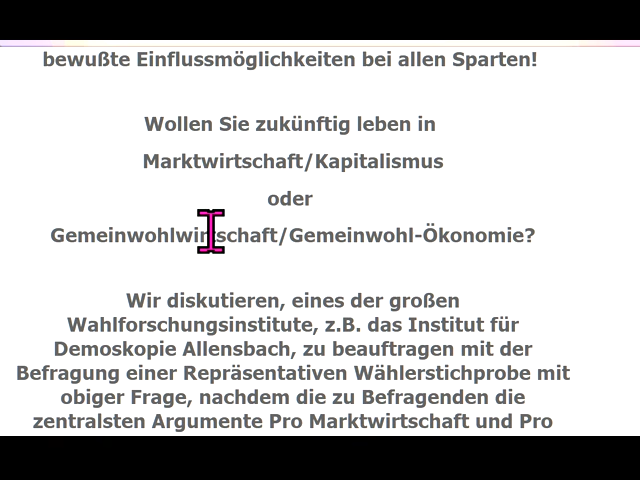 bewußte Einflussmöglichkeiten bei allen Sparten!
Wollen Sie zukünftig leben in
Marktwirtschaft/Kapitalismus
oder
Gemeinwohlwirtschaft/Gemeinwohl-Ökonomie?
Wir diskutieren, eines der großen
Wahlforschungsinstitute, z.B. das Institut für
Demoskopie Allensbach, zu beauftragen mit der
Befragung einer Repräsentativen Wählerstichprobe mit
obiger Frage, nachdem die zu Befragenden die
zentralsten Argumente Pro Marktwirtschaft und Pro